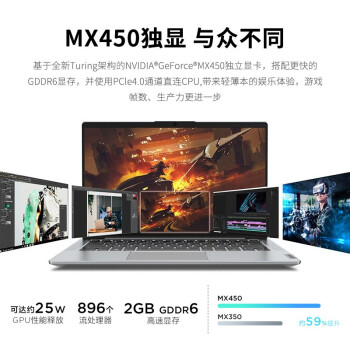 MX450独显 与众不同
基于全新Turing架构的NVIDIA®GeForce®MX450独立显卡，搭配更快的
GDDR6显存，并使用PCIe4.0通道直连CPU,带来轻薄本的娱乐体验，游戏
帧数、生产力更进一步
可达约25W
GPU性能释放
896个
流处理器
2GB GDDR6
高速显存
MX450
MX350
约59%提升